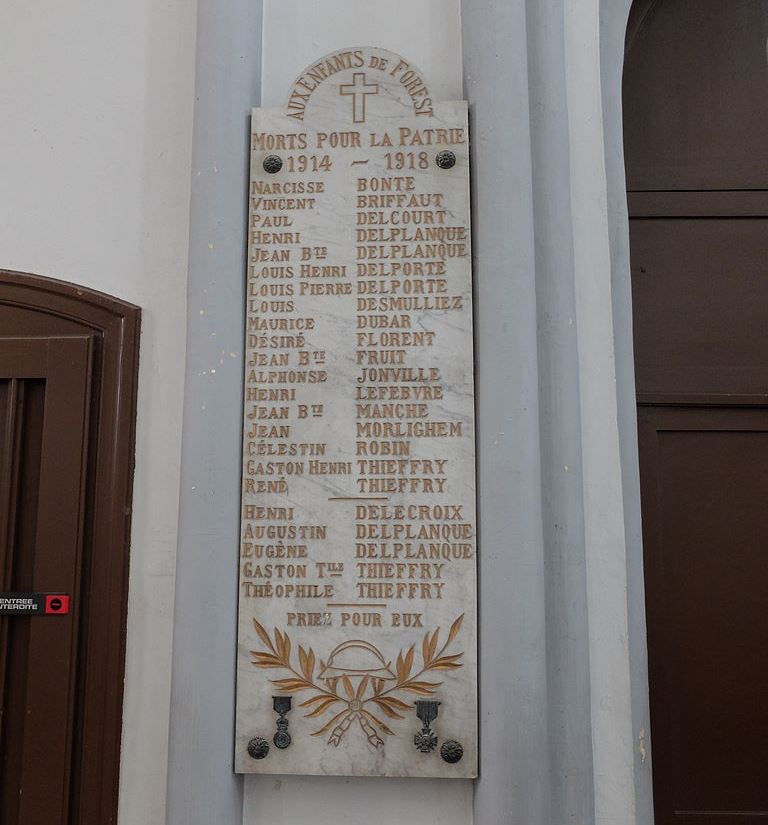 AUX ENFANTS DE FOREST
MORTS POUR LA PATRIE
1914 - 1918
NARCISSE BONTE
VINCENT BRIFFAUT
PAUL DELCOURT
HENRI DELPLANQUE
JEAN BTE DELPLANQUE
LOUIS HENRI DELPORTE
LOUIS PIERRE DELPORTE
LOUIS DESMULLIEZ
MAURICE DUBAR
DÉSIRÉ FLORENT
JEAN BTE FRUIT
ALPHONSE JONVILLE
HENRI LEFEBVRE
JEAN BTE MANCHE
JEAN MORLIGHEM
CÉLESTIN ROBIN
GASTON HENRI THIEFFRY
RENÉ THIEFFRY
HENRI DELECROIX
AUGUSTIN DELPLANQUE
EUGÈNE DELPLANQUE
GASTON TLLE THIEFFRY
THÉOPHILE THIEFFRY
PRIEZ POUR EUX
ENTREE
INTERDITE